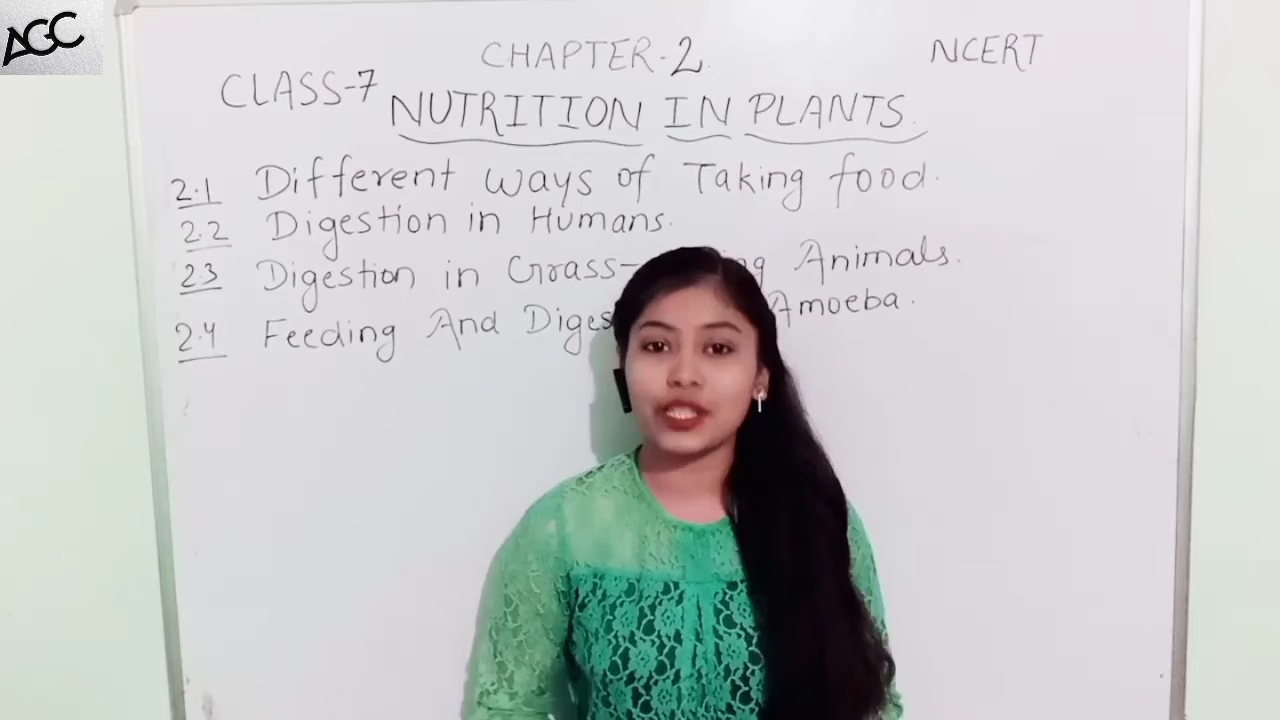 AGC
CHAPTER-2.
NCERT
CLASS-7
NUTRITION IN PLANTS.
2.1 Different ways of Taking food.
2.2 Digestion in Humans.
2.3 Digestion in Grass- Animals.
2.4 Feeding And Amoeba.